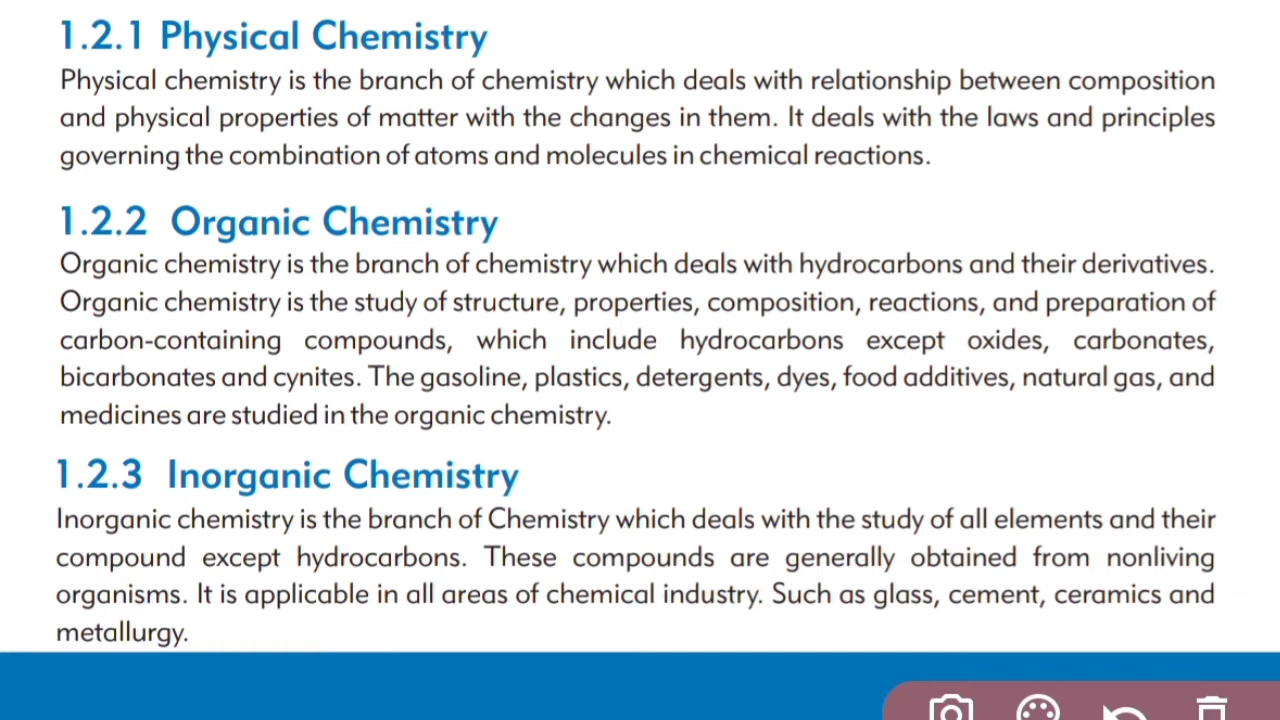 1.2.1 Physical Chemistry
Physical chemistry is the branch of chemistry which deals with relationship between composition
and physical properties of matter with the changes in them. It deals with the laws and principles
governing the combination of atoms and molecules in chemical reactions.
1.2.2 Organic Chemistry
Organic chemistry is the branch of chemistry which deals with hydrocarbons and their derivatives.
Organic chemistry is the study of structure, properties, composition, reactions, and preparation of
carbon-containing compounds, which include hydrocarbons except oxides, carbonates,
bicarbonates and cynites. The gasoline, plastics, detergents, dyes, food additives, natural gas, and
medicines are studied in the organic chemistry.
1.2.3 Inorganic Chemistry
Inorganic chemistry is the branch of Chemistry which deals with the study of all elements and their
compound except hydrocarbons. These compounds are generally obtained from nonliving
organisms. It is applicable in all areas of chemical industry. Such as glass, cement, ceramics and
metallurgy.